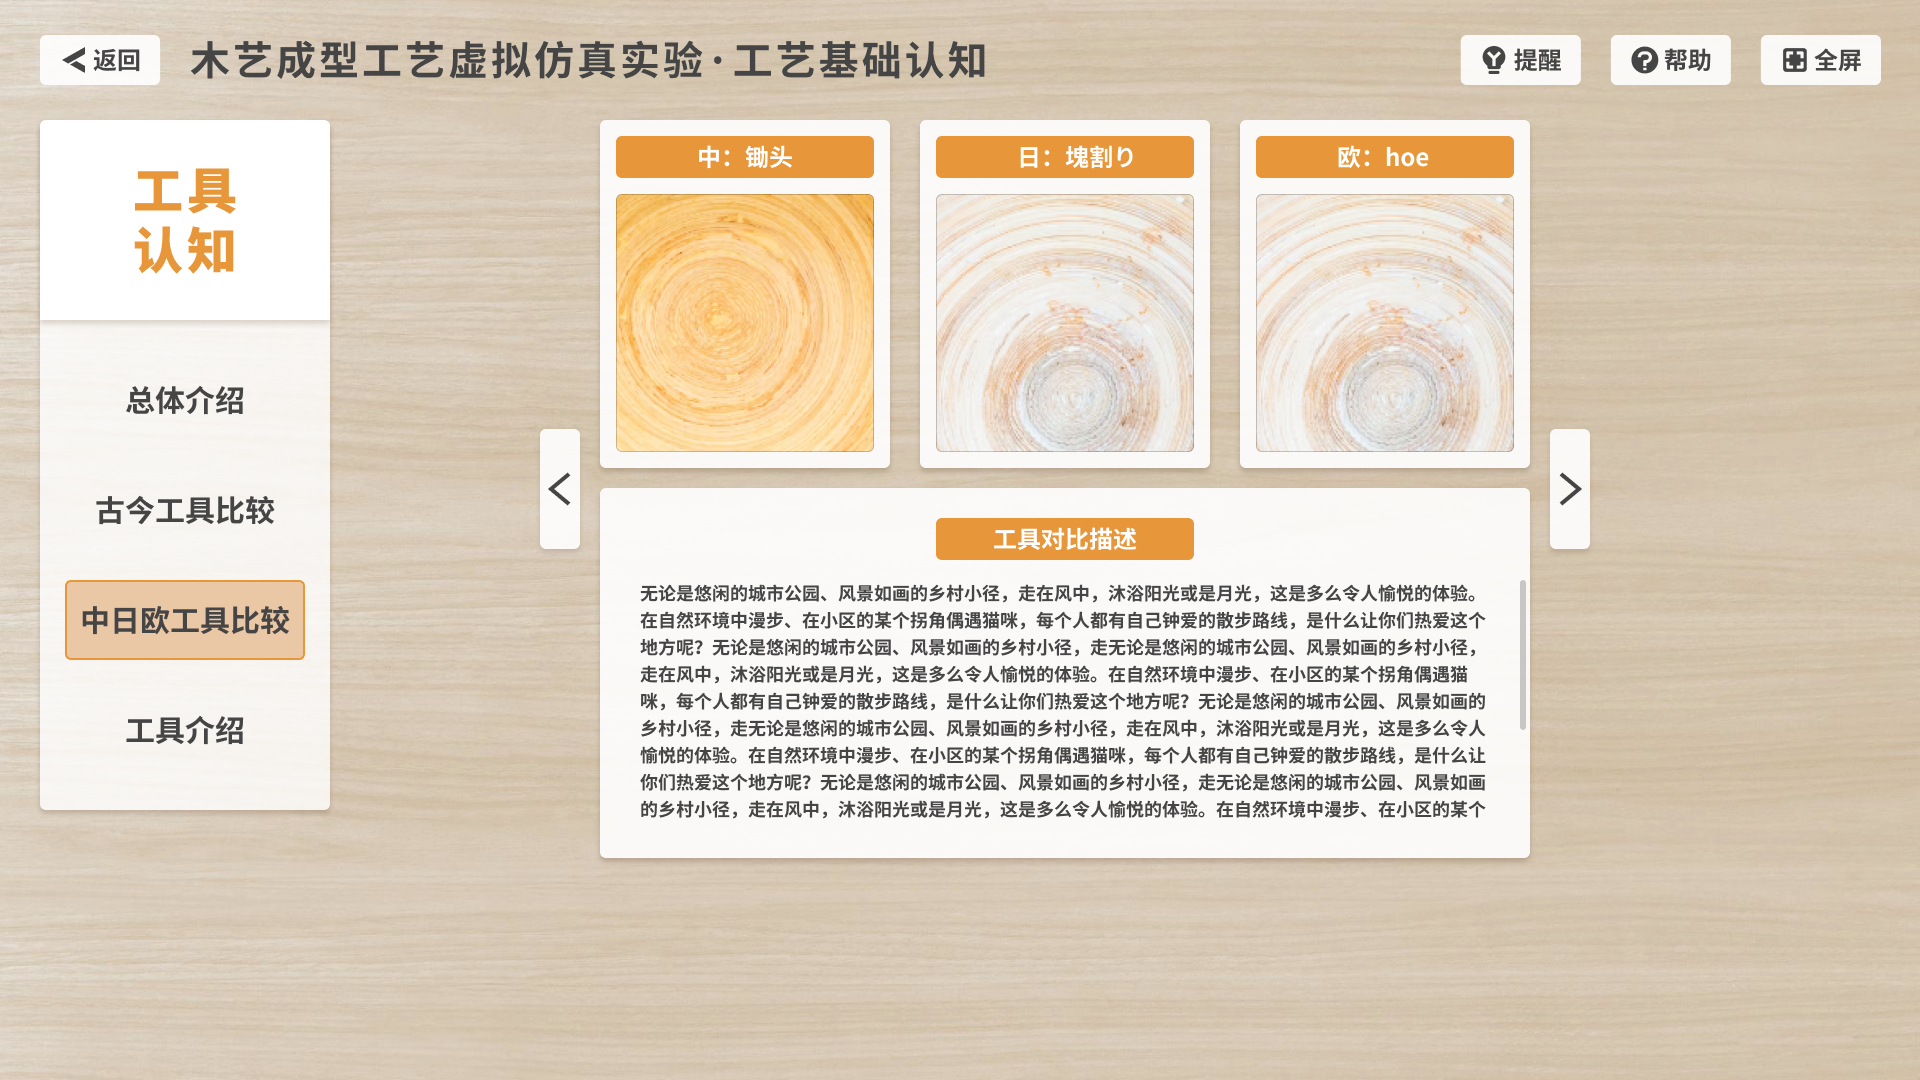 返回
木艺成型工艺虚拟仿真实验·工艺基础认知
提醒
帮助
全屏
工具
认知
总体介绍
古今工具比较
中日欧工具比较
工具介绍
中：锄头
日：塊割り
欧：hoe
工具对比描述
无论是悠闲的城市公园、风景如画的乡村小径，走在风中，沐浴阳光或是月光，这是多么令人愉悦的体验。
在自然环境中漫步、在小区的某个拐角偶遇猫咪，每个人都有自己钟爱的散步路线，是什么让你们热爱这个
地方呢？无论是悠闲的城市公园、风景如画的乡村小径，走无论是悠闲的城市公园、风景如画的乡村小径，
走在风中，沐浴阳光或是月光，这是多么令人愉悦的体验。在自然环境中漫步、在小区的某个拐角偶遇猫
咪，每个人都有自己钟爱的散步路线，是什么让你们热爱这个地方呢？无论是悠闲的城市公园、风景如画的
乡村小径，走无论是悠闲的城市公园、风景如画的乡村小径，走在风中，沐浴阳光或是月光，这是多么令人
愉悦的体验。在自然环境中漫步、在小区的某个拐角偶遇猫咪，每个人都有自己钟爱的散步路线，是什么让
你们热爱这个地方呢？无论是悠闲的城市公园、风景如画的乡村小径，走无论是悠闲的城市公园、风景如画
的乡村小径，走在风中，沐浴阳光或是月光，这是多么令人愉悦的体验。在自然环境中漫步、在小区的某个